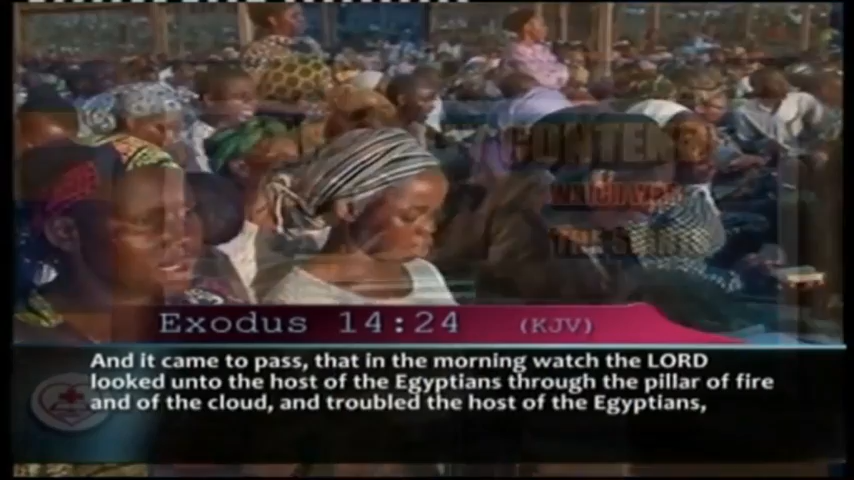 CONTEND
Exodus 14:24 (KJV)
And it came to pass, that in the morning watch the LORD
looked unto the host of the Egyptians through the pillar of fire
and of the cloud, and troubled the host of the Egyptians,